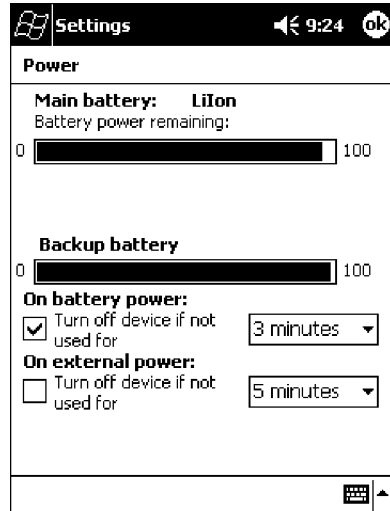 Settings 9:24 ok
Power
Main battery: LiIon
Battery power remaining:
0 100
Backup battery
0 100
On battery power:
Turn off device if not
used for
3 minutes
On external power:
Turn off device if not
used for
5 minutes